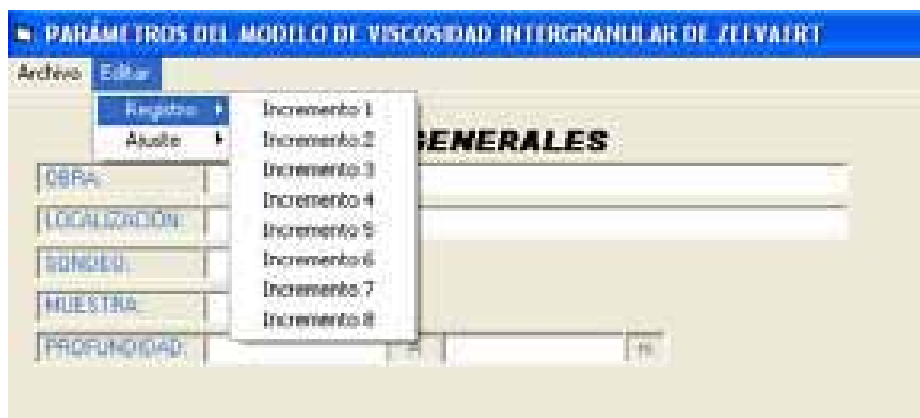 PARÁMETROS DEL MODELO DE VISCOSIDAD INTERGRANULAR DE ZEEVAERT
Archivo Editar
Registro Incremento 1
Ajuste Incremento 2
GENERALES
Incremento 3
OBRA:
Incremento 4
LOCALIZACIÓN:
Incremento 5
SONDEO:
Incremento 6
Incremento 7
MUESTRA:
Incremento 8
PROFUNDIDAD:
m